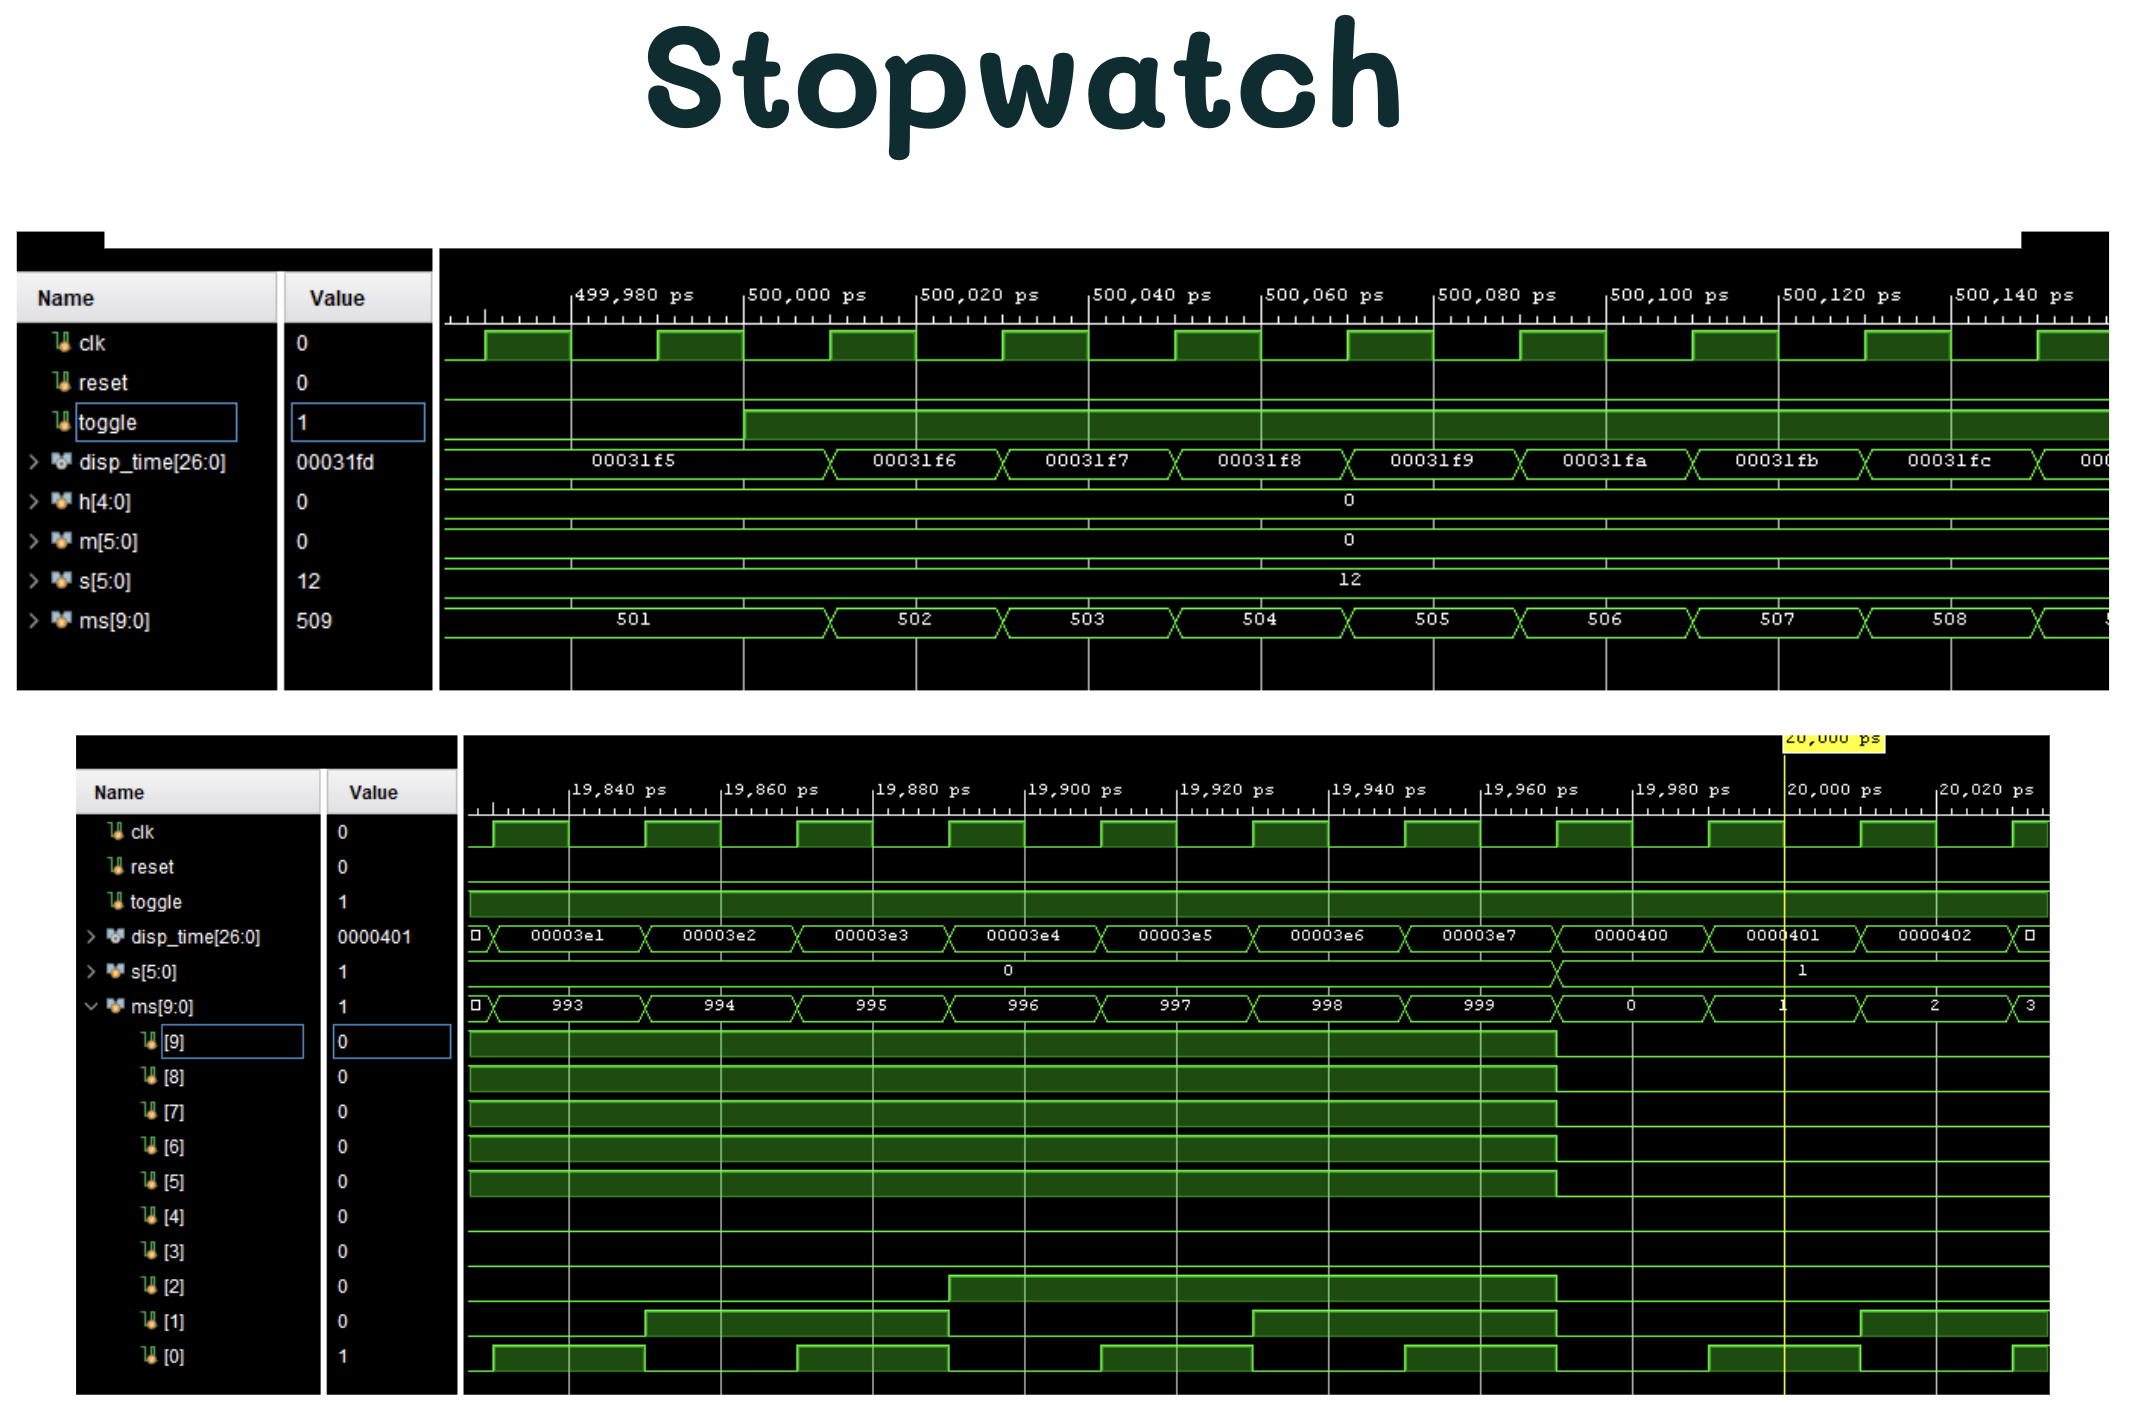 Stopwatch
Name Value 499,980 ps 500,000 ps 500,020 ps 500,040 ps 500,060 ps 500,080 ps 500,100 ps 500,120 ps 500,140 ps
clk 0
reset 0
toggle 1
disp_time[26:0] 00031fd 00031f5 00031f6 00031f7 00031f8 00031f9 00031fa 00031fb 00031fc
h[4:0] 0 0
m[5:0] 0 0
s[5:0] 12 12
ms[9:0] 509 501 502 503 504 505 506 507 508
20,000 ps
Name Value 19,840 ps 19,860 ps 19,880 ps 19,900 ps 19,920 ps 19,940 ps 19,960 ps 19,980 ps 20,000 ps 20,020 ps
clk 0
reset 0
toggle 1
disp_time[26:0] 0000401 00003e1 00003e2 00003e3 00003e4 00003e5 00003e6 00003e7 0000400 0000401 0000402
s[5:0] 1 0 1
ms[9:0] 1 993 994 995 996 997 998 999 0 1 2 3
[9] 0
[8] 0
[7] 0
[6] 0
[5] 0
[4] 0
[3] 0
[2] 0
[1] 0
[0] 1